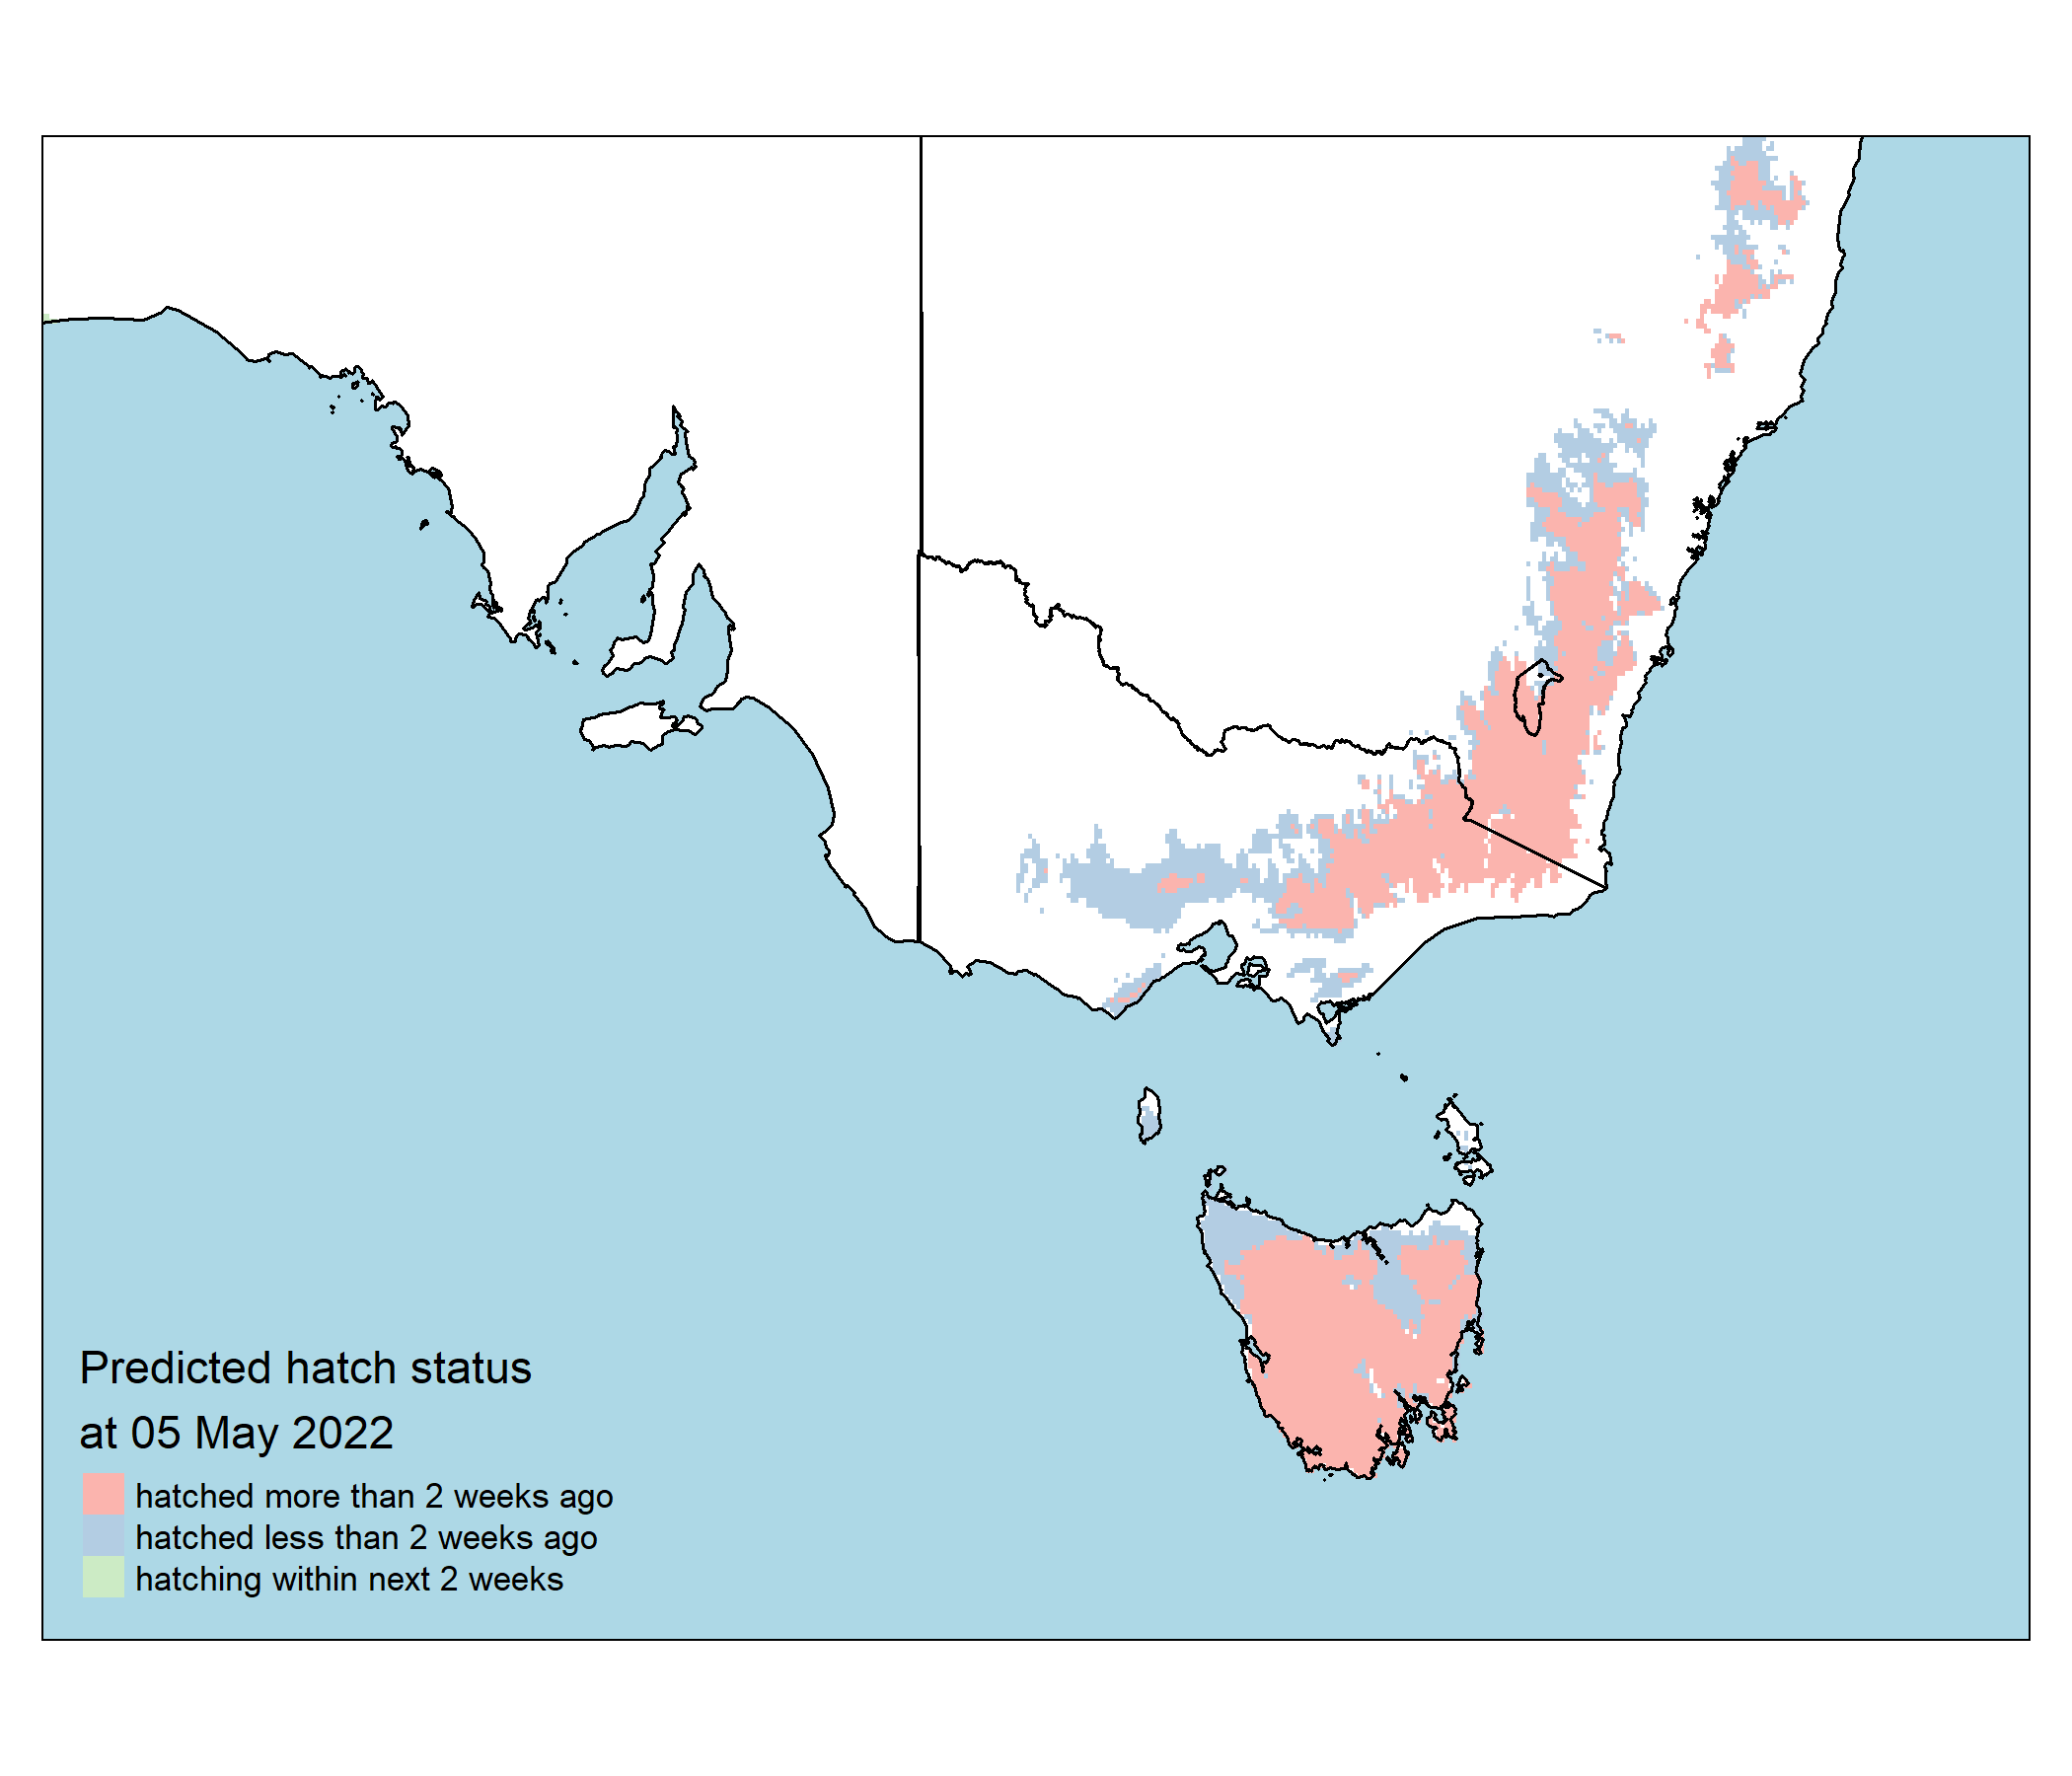 Predicted hatch status
at 05 May 2022
hatched more than 2 weeks ago
hatched less than 2 weeks ago
hatching within next 2 weeks